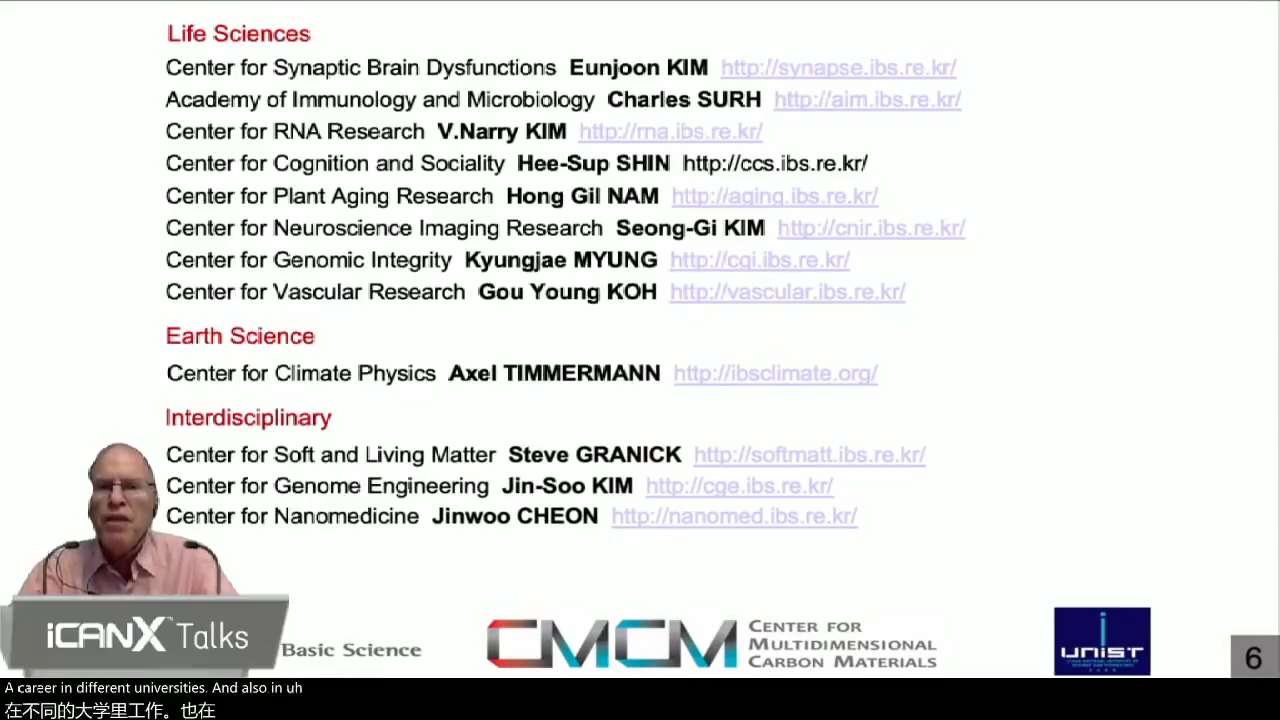 Life Sciences
Center for Synaptic Brain Dysfunctions Eunjoon KIM http://synapse.ibs.re.kr/
Academy of Immunology and Microbiology Charles SURH http://aim.ibs.re.kr/
Center for RNA Research V.Narry KIM http://rna.ibs.re.kr/
Center for Cognition and Sociality Hee-Sup SHIN http://ccs.ibs.re.kr/
Center for Plant Aging Research Hong Gil NAM http://aging.ibs.re.kr/
Center for Neuroscience Imaging Research Seong-Gi KIM http://cnir.ibs.re.kr/
Center for Genomic Integrity Kyungjae MYUNG http://cgi.ibs.re.kr/
Center for Vascular Research Gou Young KOH http://vascular.ibs.re.kr/
Earth Science
Center for Climate Physics Axel TIMMERMANN http://ibsclimate.org/
Interdisciplinary
Center for Soft and Living Matter Steve GRANICK http://softmatt.ibs.re.kr/
Center for Genome Engineering Jin-Soo KIM http://cge.ibs.re.kr/
Center for Nanomedicine Jinwoo CHEON http://nanomed.ibs.re.kr/
iCANX™ Talks
Basic Science
CMCM
CENTER FOR
MULTIDIMENSIONAL
CARBON MATERIALS
UNIST
6
A career in different universities. And also in uh
在不同的大学里工作。也在